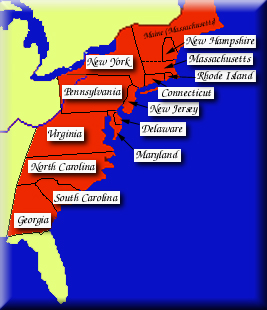 Maine (Massachusetts)
New Hampshire
New York
Massachusetts
Rhode Island
Pennsylvania
Connecticut
New Jersey
Virginia
Delaware
Maryland
North Carolina
South Carolina
Georgia